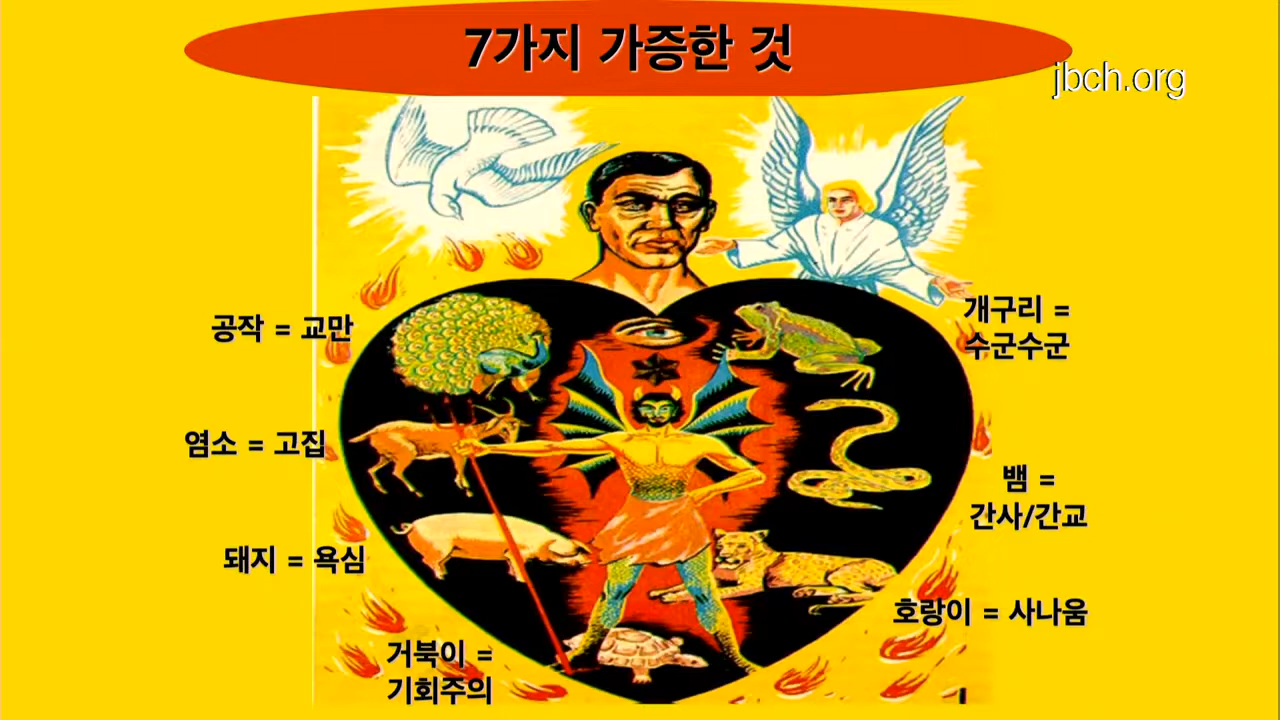 7가지 가증한 것
jbch.org
공작 = 교만
개구리 =
수군수군
염소 = 고집
뱀 =
간사/간교
돼지 = 욕심
호랑이 = 사나움
거북이 =
기회주의